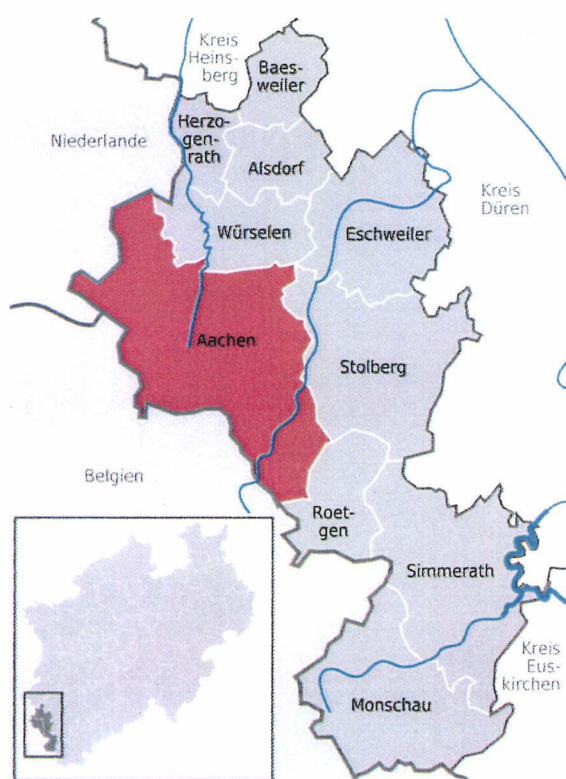 Kreis
Heins-
berg
Baes-
weiler
Herzo-
gen-
rath
Niederlande
Alsdorf
Kreis
Düren
Würselen
Eschweiler
Aachen
Stolberg
Belgien
Roet-
gen
Simmerath
Kreis
Eus-
kirchen
Monschau